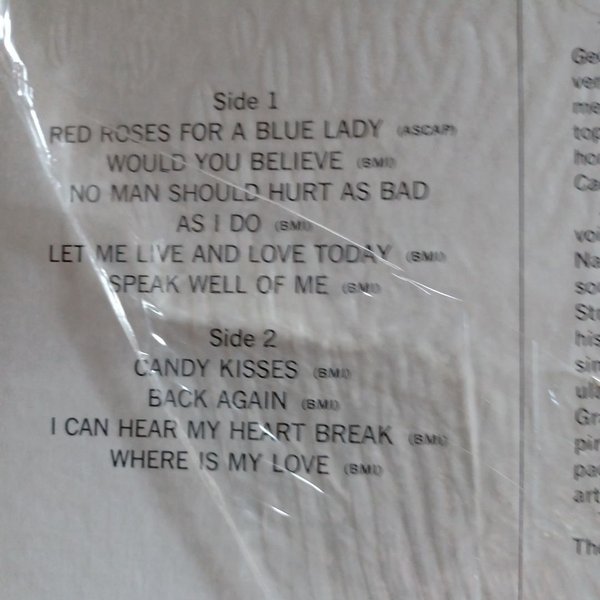 Side 1
RED ROSES FOR A BLUE LADY (ASCAP)
WOULD YOU BELIEVE (BMI)
NO MAN SHOULD HURT AS BAD
AS I DO (BMI)
LET ME LIVE AND LOVE TODAY (BMI)
SPEAK WELL OF ME (BMI)
Side 2
CANDY KISSES (BMI)
BACK AGAIN (BMI)
I CAN HEAR MY HEART BREAK (BMI)
WHERE IS MY LOVE (BMI)